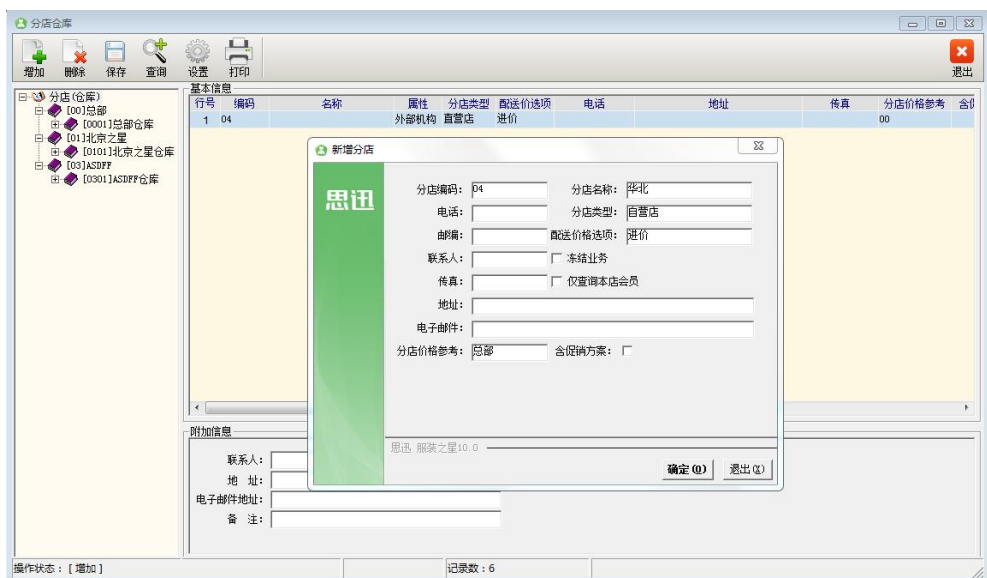 分店仓库
增加 删除 保存 查询 设置 打印 退出
分店(仓库)
[00]总部
[0001]总部仓库
[01]北京之星
[0101]北京之星仓库
[03]ASDFF
[0301]ASDFF仓库
基本信息
行号 编码 名称 属性 分店类型 配送价选项 电话 地址 传真 分店价格参考
1 04 外部机构 直营店 进价 00
新增分店
思迅
分店编码: 04 分店名称: 华北
电话: 分店类型: 自营店
邮编: 配送价格选项: 进价
联系人: 冻结业务
传真: 仅查询本店会员
地址:
电子邮件:
分店价格参考: 总部 含促销方案:
思迅 服装之星10.0
确定(O) 退出(X)
附加信息
联系人:
地 址:
电子邮件地址:
备 注:
操作状态:[增加] 记录数:6